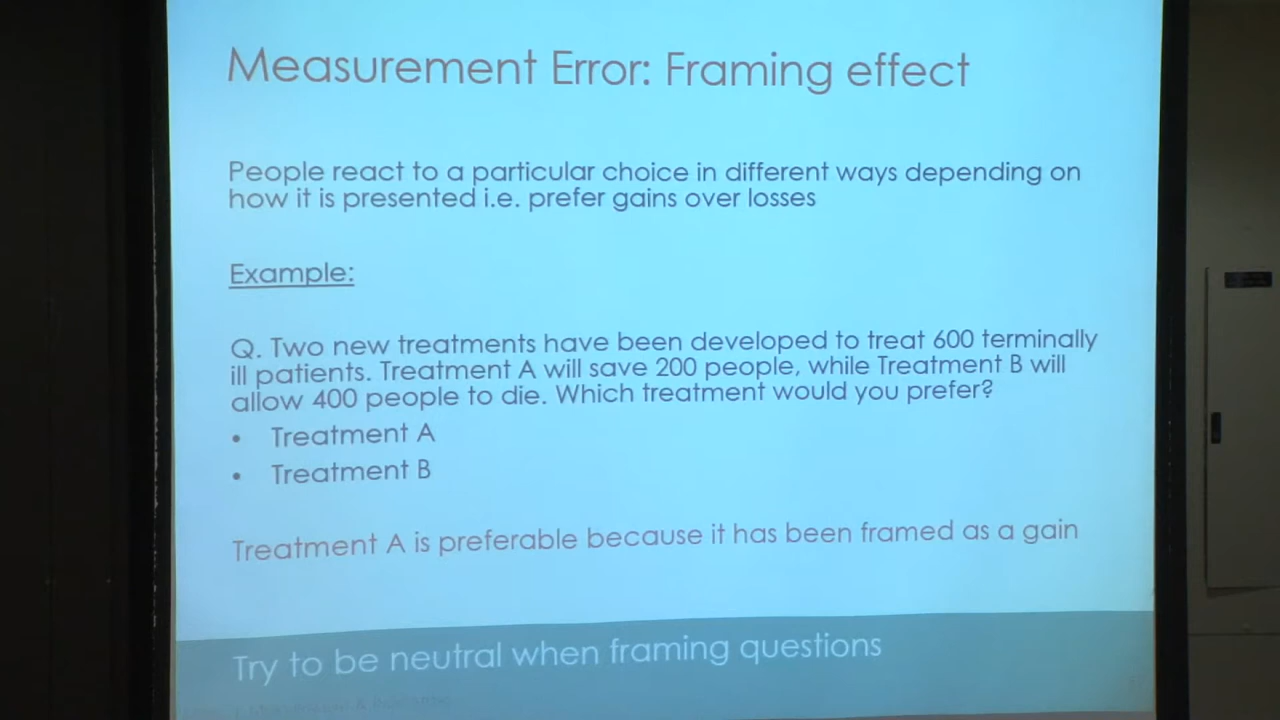 Measurement Error: Framing effect
People react to a particular choice in different ways depending on
how it is presented i.e. prefer gains over losses
Example:
Q. Two new treatments have been developed to treat 600 terminally
ill patients. Treatment A will save 200 people, while Treatment B will
allow 400 people to die. Which treatment would you prefer?
• Treatment A
• Treatment B
Treatment A is preferable because it has been framed as a gain
Try to be neutral when framing questions